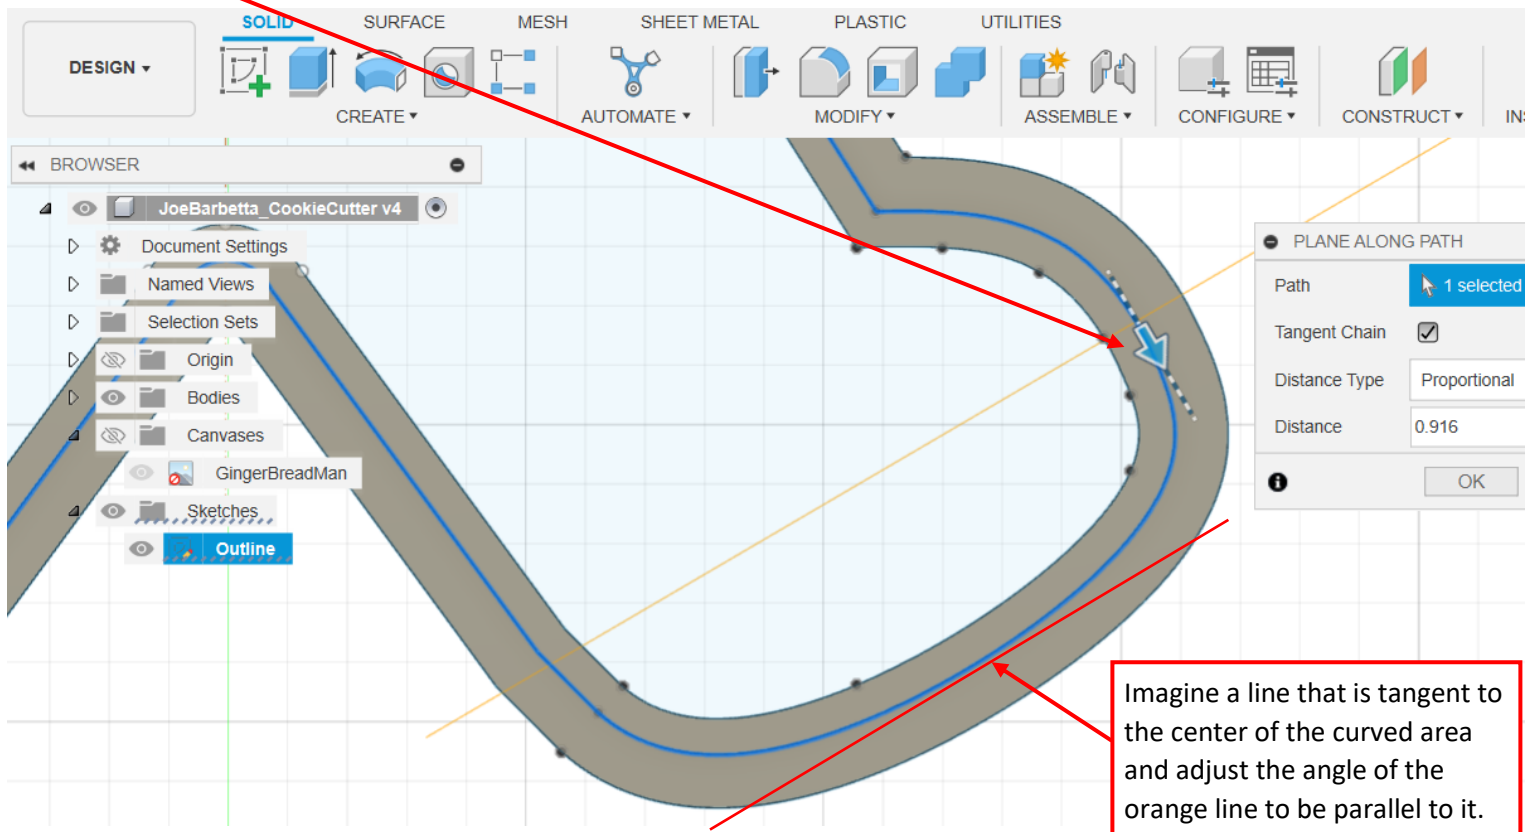 SOLID SURFACE MESH SHEET METAL PLASTIC UTILITIES
DESIGN
CREATE AUTOMATE MODIFY ASSEMBLE CONFIGURE CONSTRUCT INS
BROWSER
JoeBarbetta_CookieCutter v4
Document Settings
Named Views
Selection Sets
Origin
Bodies
Canvases
GingerBreadMan
Sketches
Outline
PLANE ALONG PATH
Path 1 selected
Tangent Chain
Distance Type Proportional
Distance 0.916
OK
Imagine a line that is tangent to
the center of the curved area
and adjust the angle of the
orange line to be parallel to it.